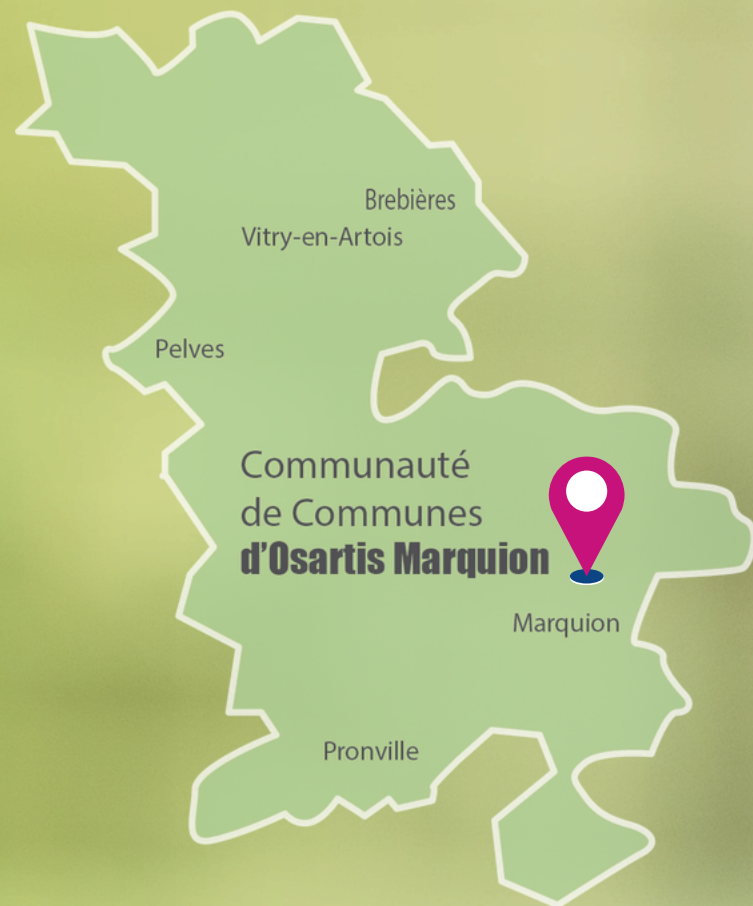 Brebières
Vitry-en-Artois
Pelves
Communauté
de Communes
d'Osartis Marquion
Marquion
Pronville